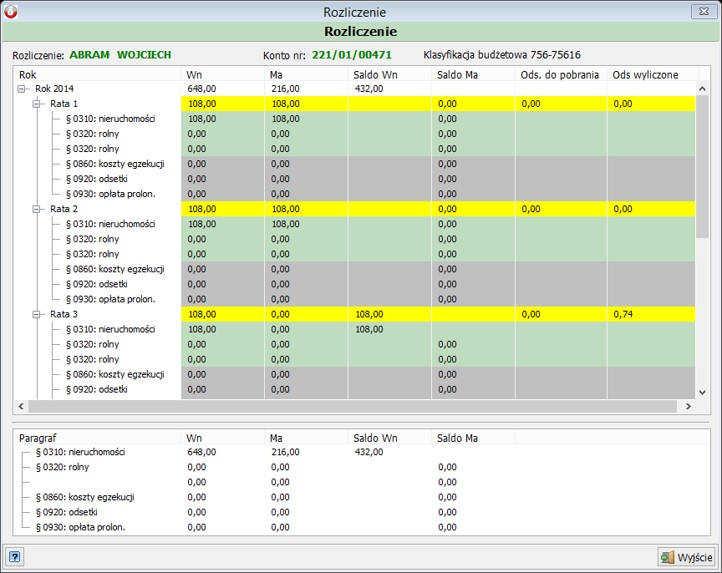 Rozliczenie
Rozliczenie
Rozliczenie: ABRAM WOJCIECH Konto nr: 221/01/00471 Klasyfikacja budżetowa 756-75616
Rok Wn Ma Saldo Wn Saldo Ma Ods. do pobrania Ods wyliczone
Rok 2014 648,00 216,00 432,00
Rata 1 108,00 108,00 0,00 0,00 0,00
§ 0310: nieruchomości 108,00 108,00 0,00
§ 0320: rolny 0,00 0,00 0,00
§ 0320: rolny 0,00 0,00 0,00
§ 0860: koszty egzekucji 0,00 0,00 0,00
§ 0920: odsetki 0,00 0,00 0,00
§ 0930: opłata prolon. 0,00 0,00 0,00
Rata 2 108,00 108,00 0,00 0,00 0,00
§ 0310: nieruchomości 108,00 108,00 0,00
§ 0320: rolny 0,00 0,00 0,00
§ 0320: rolny 0,00 0,00 0,00
§ 0860: koszty egzekucji 0,00 0,00 0,00
§ 0920: odsetki 0,00 0,00 0,00
§ 0930: opłata prolon. 0,00 0,00 0,00
Rata 3 108,00 0,00 108,00 0,00 0,74
§ 0310: nieruchomości 108,00 0,00 108,00
§ 0320: rolny 0,00 0,00 0,00
§ 0320: rolny 0,00 0,00 0,00
§ 0860: koszty egzekucji 0,00 0,00 0,00
§ 0920: odsetki 0,00 0,00 0,00
Paragraf Wn Ma Saldo Wn Saldo Ma
§ 0310: nieruchomości 648,00 216,00 432,00
§ 0320: rolny 0,00 0,00 0,00
0,00 0,00 0,00
§ 0860: koszty egzekucji 0,00 0,00 0,00
§ 0920: odsetki 0,00 0,00 0,00
§ 0930: opłata prolon. 0,00 0,00 0,00
? Wyjście